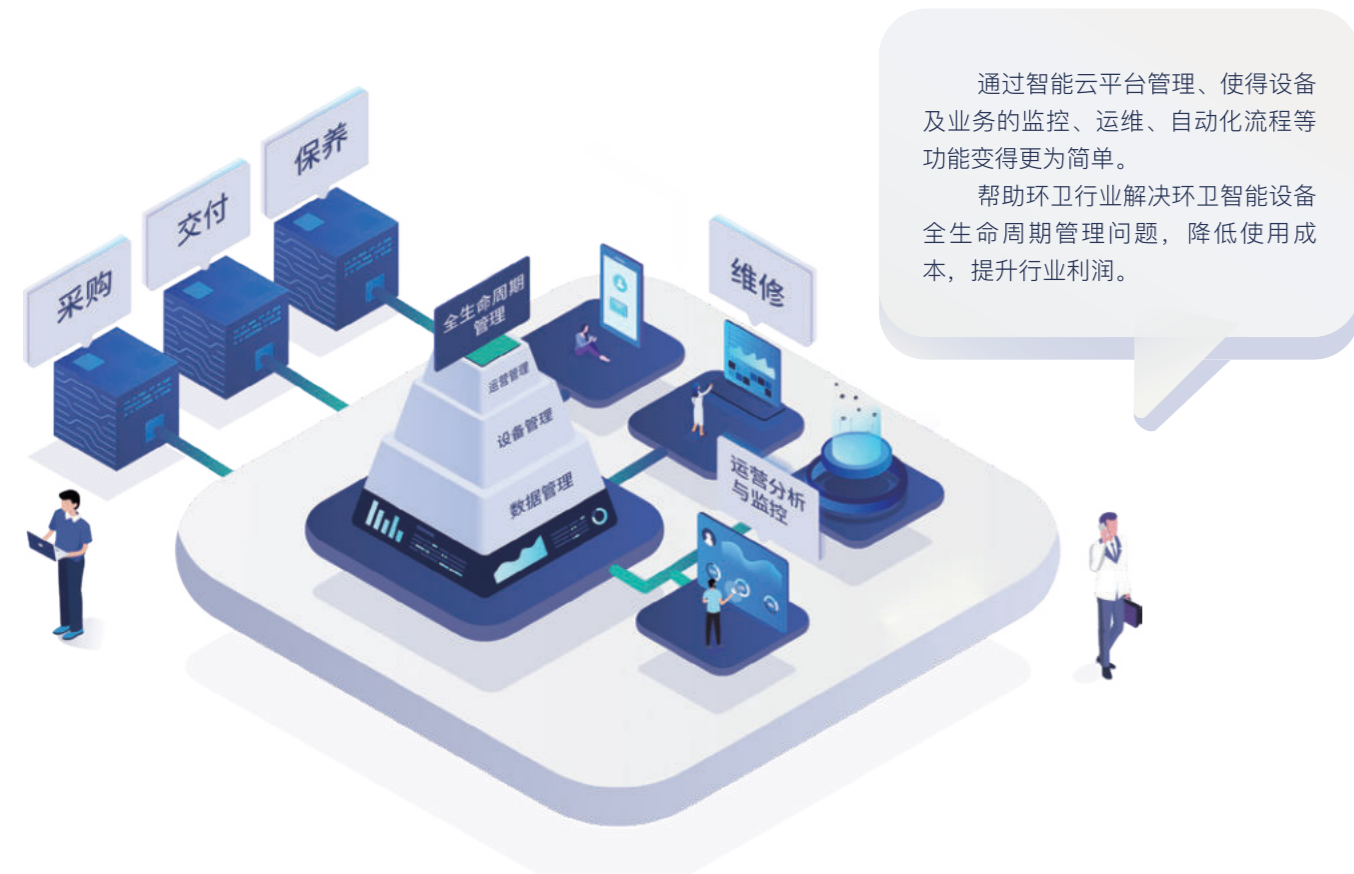 保养
交付
采购
全生命周期
管理
运营管理
设备管理
数据管理
维修
运营分析
与监控
通过智能云平台管理、使得设备
及业务的监控、运维、自动化流程等
功能变得更为简单。
帮助环卫行业解决环卫智能设备
全生命周期管理问题，降低使用成
本，提升行业利润。